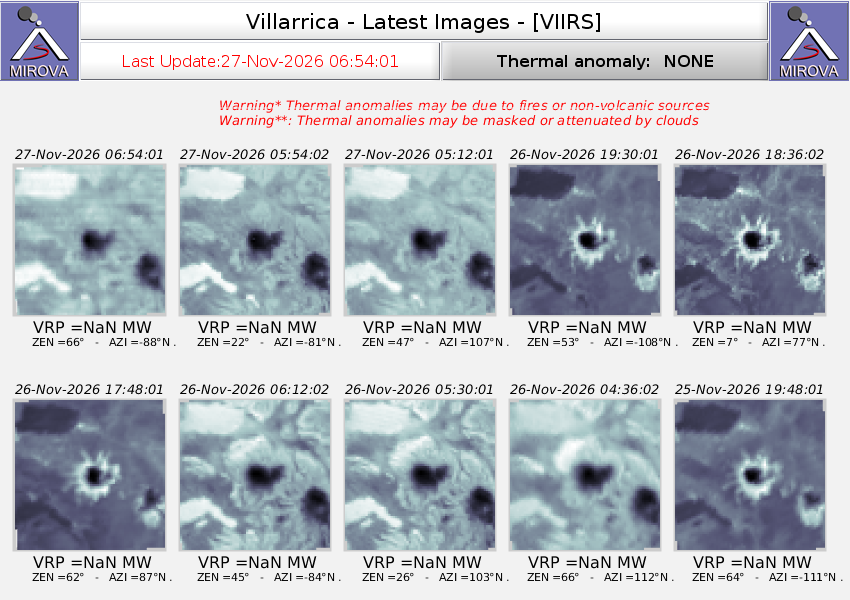 Villarrica - Latest Images - [VIIRS]
MIROVA
Last Update:27-Nov-2026 06:54:01
Thermal anomaly: NONE
MIROVA
Warning* Thermal anomalies may be due to fires or non-volcanic sources
Warning**: Thermal anomalies may be masked or attenuated by clouds
27-Nov-2026 06:54:01
27-Nov-2026 05:54:02
27-Nov-2026 05:12:01
26-Nov-2026 19:30:01
26-Nov-2026 18:36:02
VRP =NaN MW
VRP =NaN MW
VRP =NaN MW
VRP =NaN MW
VRP =NaN MW
ZEN =66° - AZI =-88°N .
ZEN =22° - AZI =-81°N .
ZEN =47° - AZI =107°N .
ZEN =53° - AZI =-108°N .
ZEN =7° - AZI =77°N .
26-Nov-2026 17:48:01
26-Nov-2026 06:12:02
26-Nov-2026 05:30:01
26-Nov-2026 04:36:02
25-Nov-2026 19:48:01
VRP =NaN MW
VRP =NaN MW
VRP =NaN MW
VRP =NaN MW
VRP =NaN MW
ZEN =62° - AZI =87°N .
ZEN =45° - AZI =-84°N .
ZEN =26° - AZI =103°N .
ZEN =66° - AZI =112°N .
ZEN =64° - AZI =-111°N .